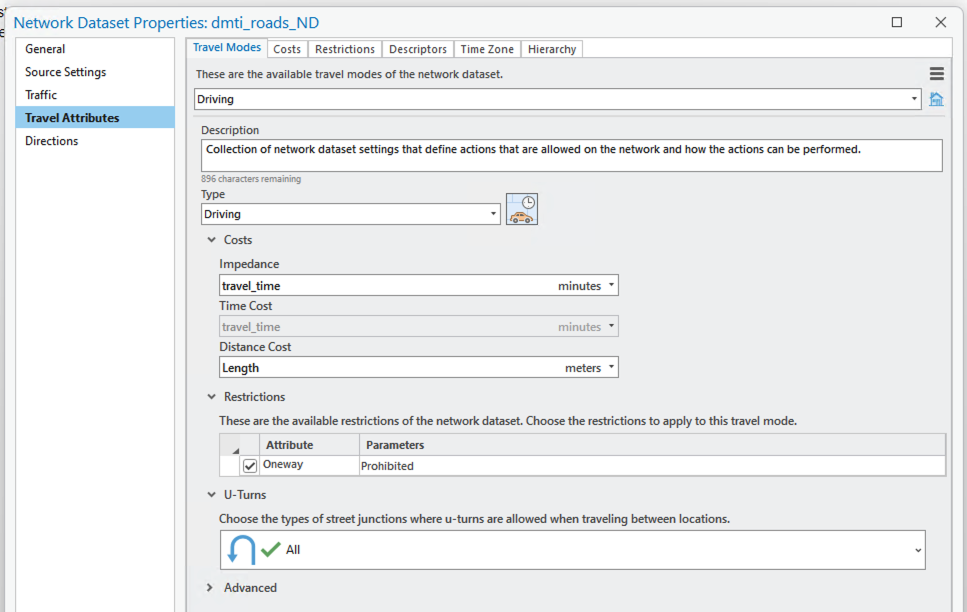 Network Dataset Properties: dmti_roads_ND
General
Source Settings
Traffic
Travel Attributes
Directions
Travel Modes Costs Restrictions Descriptors Time Zone Hierarchy
These are the available travel modes of the network dataset.
Driving
Description
Collection of network dataset settings that define actions that are allowed on the network and how the actions can be performed.
896 characters remaining
Type
Driving
Costs
Impedance
travel_time minutes
Time Cost
travel_time minutes
Distance Cost
Length meters
Restrictions
These are the available restrictions of the network dataset. Choose the restrictions to apply to this travel mode.
Attribute Parameters
Oneway Prohibited
U-Turns
Choose the types of street junctions where u-turns are allowed when traveling between locations.
All
Advanced